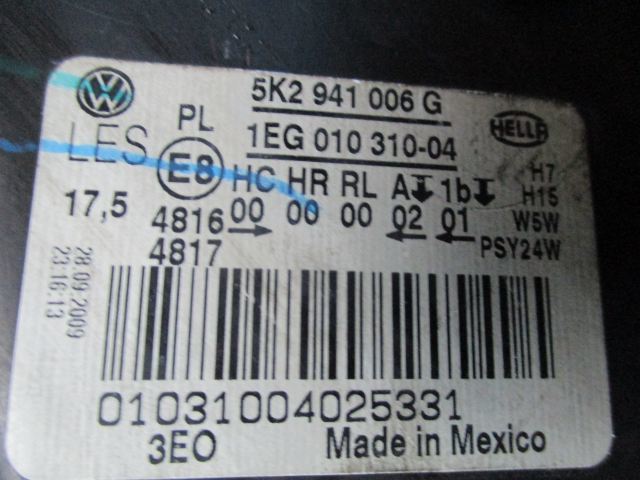 VW
5K2 941 006 G
PL
LES
1EG 010 310-04
HELLA
E8
HC HR RL A 1b
H7
H15
W5W
PSY24W
17,5
4816 00 00 00 02 01
4817
28.09.2009
23:16:13
01031004025331
3EO
Made in Mexico